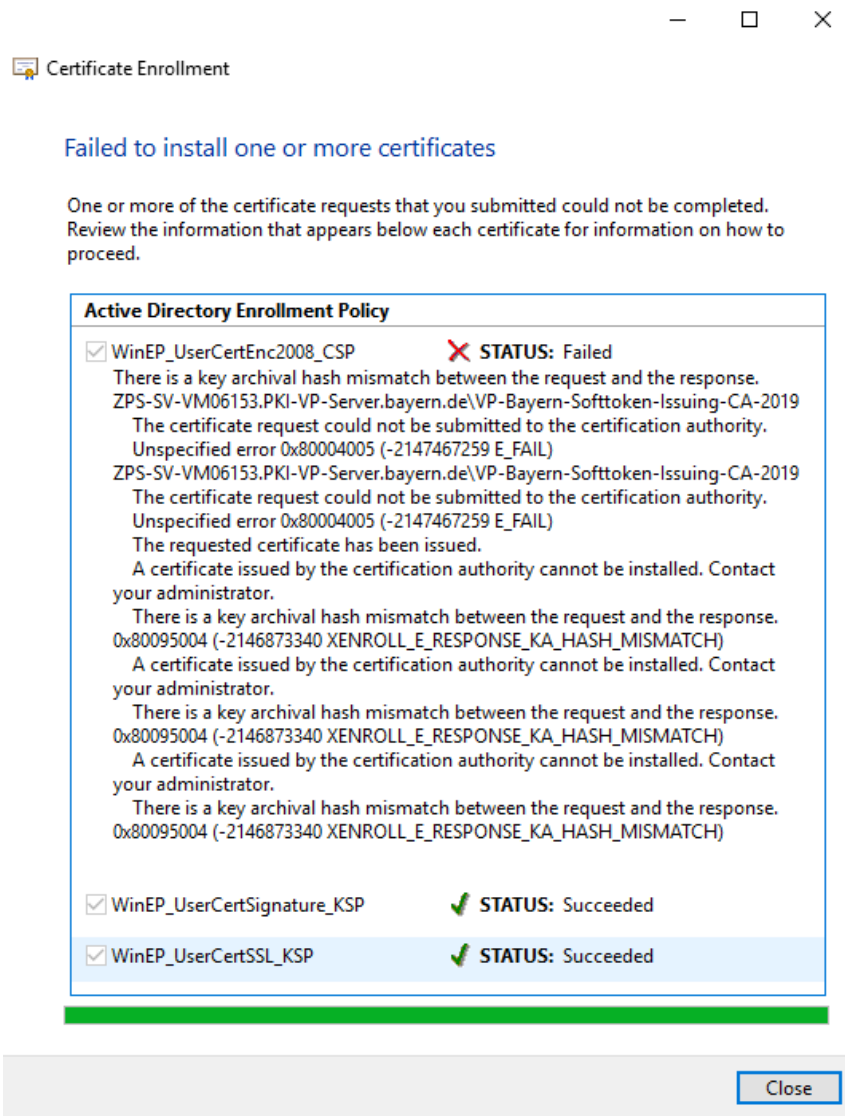 Certificate Enrollment
Failed to install one or more certificates
One or more of the certificate requests that you submitted could not be completed.
Review the information that appears below each certificate for information on how to
proceed.
Active Directory Enrollment Policy
WinEP_UserCertEnc2008_CSP STATUS: Failed
There is a key archival hash mismatch between the request and the response.
ZPS-SV-VM06153.PKI-VP-Server.bayern.de\VP-Bayern-Softtoken-Issuing-CA-2019
The certificate request could not be submitted to the certification authority.
Unspecified error 0x80004005 (-2147467259 E_FAIL)
ZPS-SV-VM06153.PKI-VP-Server.bayern.de\VP-Bayern-Softtoken-Issuing-CA-2019
The certificate request could not be submitted to the certification authority.
Unspecified error 0x80004005 (-2147467259 E_FAIL)
The requested certificate has been issued.
A certificate issued by the certification authority cannot be installed. Contact
your administrator.
There is a key archival hash mismatch between the request and the response.
0x80095004 (-2146873340 XENROLL_E_RESPONSE_KA_HASH_MISMATCH)
A certificate issued by the certification authority cannot be installed. Contact
your administrator.
There is a key archival hash mismatch between the request and the response.
0x80095004 (-2146873340 XENROLL_E_RESPONSE_KA_HASH_MISMATCH)
A certificate issued by the certification authority cannot be installed. Contact
your administrator.
There is a key archival hash mismatch between the request and the response.
0x80095004 (-2146873340 XENROLL_E_RESPONSE_KA_HASH_MISMATCH)
WinEP_UserCertSignature_KSP STATUS: Succeeded
WinEP_UserCertSSL_KSP STATUS: Succeeded
Close